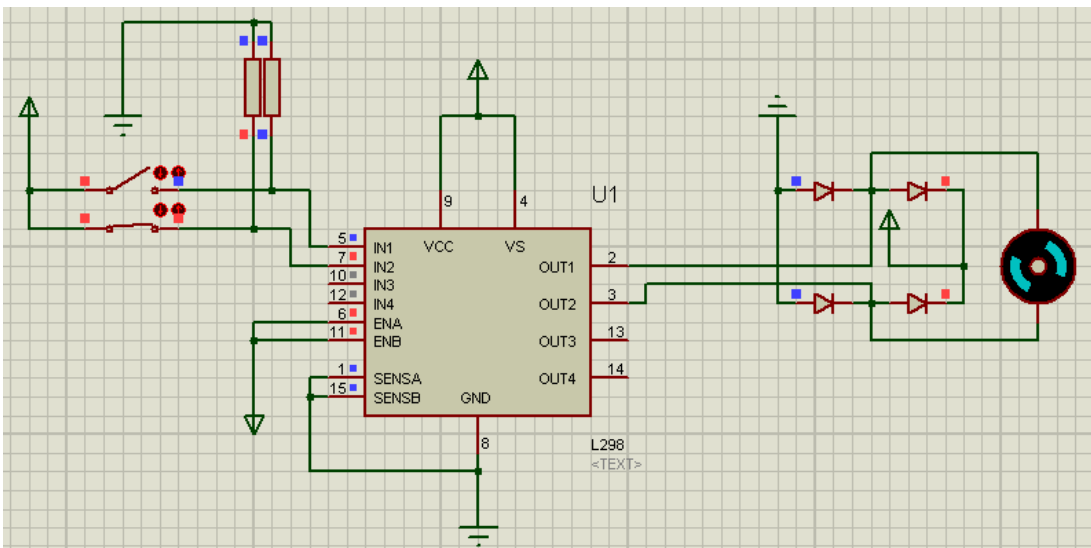 U1
9
4
5
IN1
VCC
VS
7
IN2
OUT1
2
10
IN3
12
IN4
OUT2
3
6
ENA
11
ENB
OUT3
13
1
SENSA
OUT4
14
15
SENSB
GND
8
L298
<TEXT>